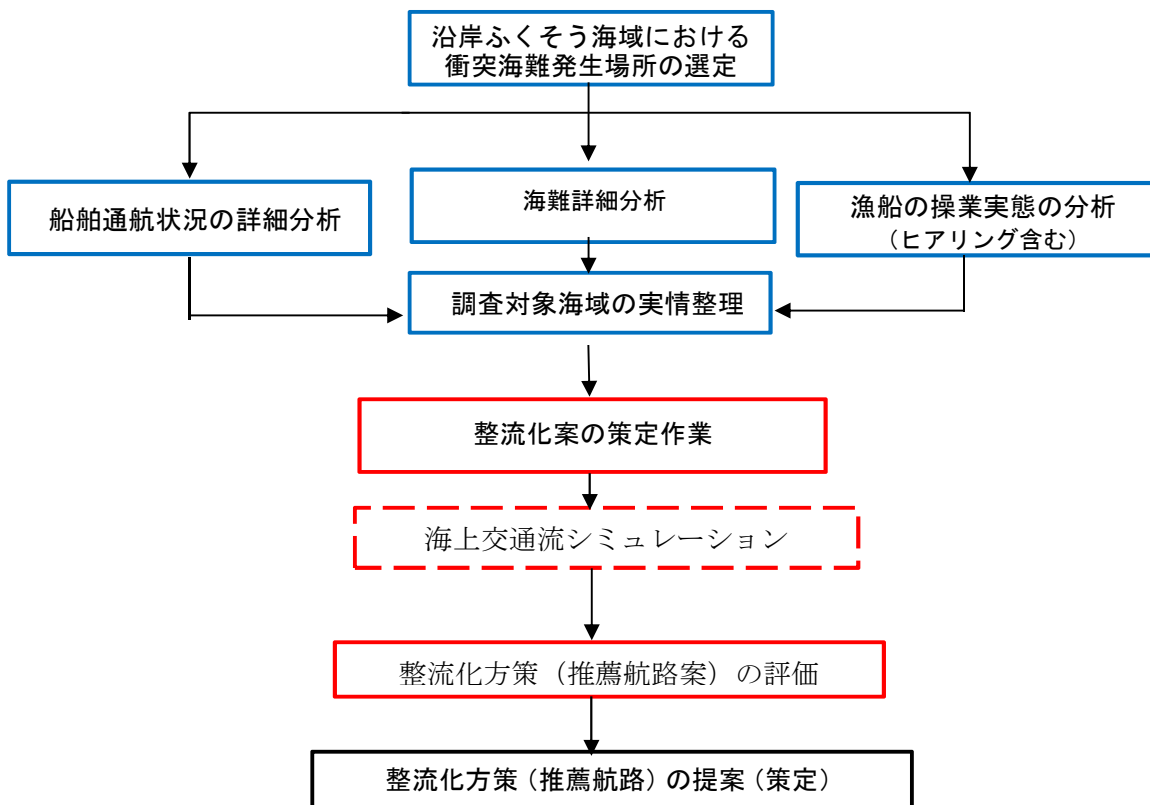 沿岸ふくそう海域における
衝突海難発生場所の選定
船舶通航状況の詳細分析
海難詳細分析
漁船の操業実態の分析
（ヒアリング含む）
調査対象海域の実情整理
整流化案の策定作業
海上交通流シミュレーション
整流化方策（推薦航路案）の評価
整流化方策（推薦航路）の提案（策定）